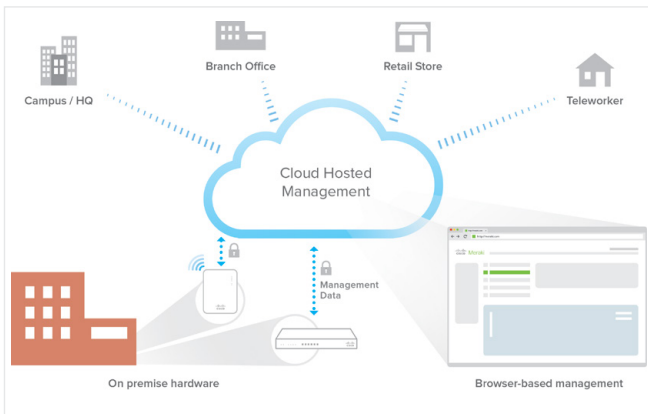 Campus / HQ
Branch Office
Retail Store
Teleworker
Cloud Hosted
Management
Management
Data
On premise hardware
Browser-based management